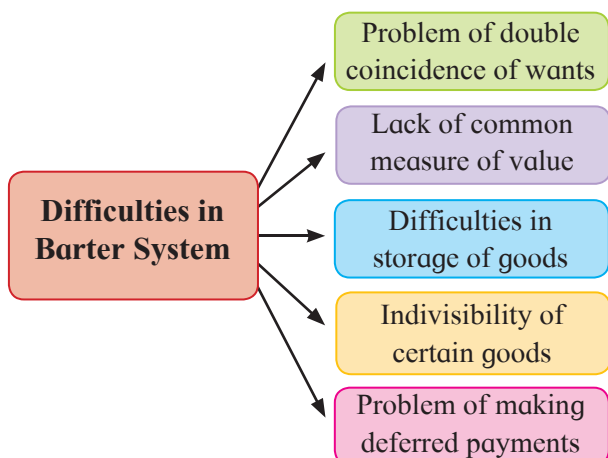 Difficulties in
Barter System
Problem of double
coincidence of wants
Lack of common
measure of value
Difficulties in
storage of goods
Indivisibility of
certain goods
Problem of making
deferred payments